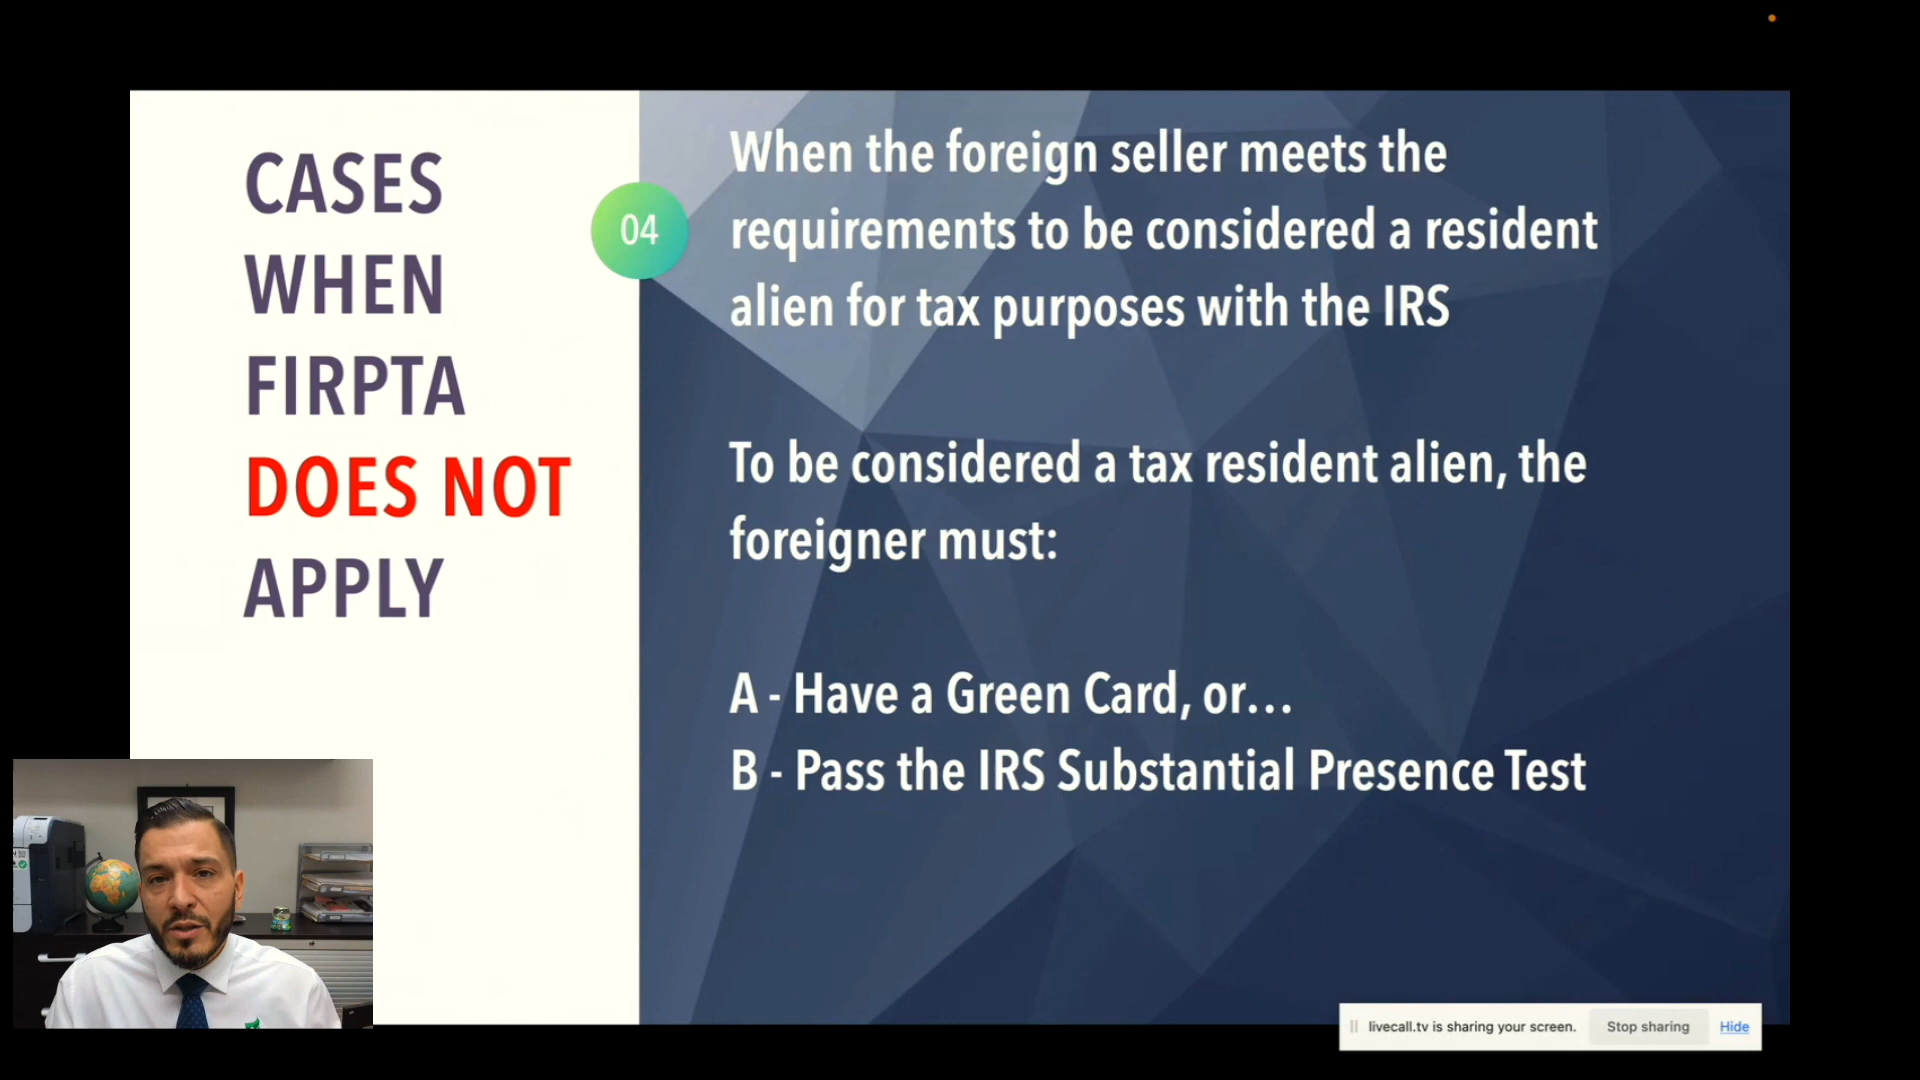 CASES
WHEN
FIRPTA
DOES NOT
APPLY
04
When the foreign seller meets the
requirements to be considered a resident
alien for tax purposes with the IRS
To be considered a tax resident alien, the
foreigner must:
A - Have a Green Card, or…
B - Pass the IRS Substantial Presence Test
livecall.tv is sharing your screen.
Stop sharing
Hide